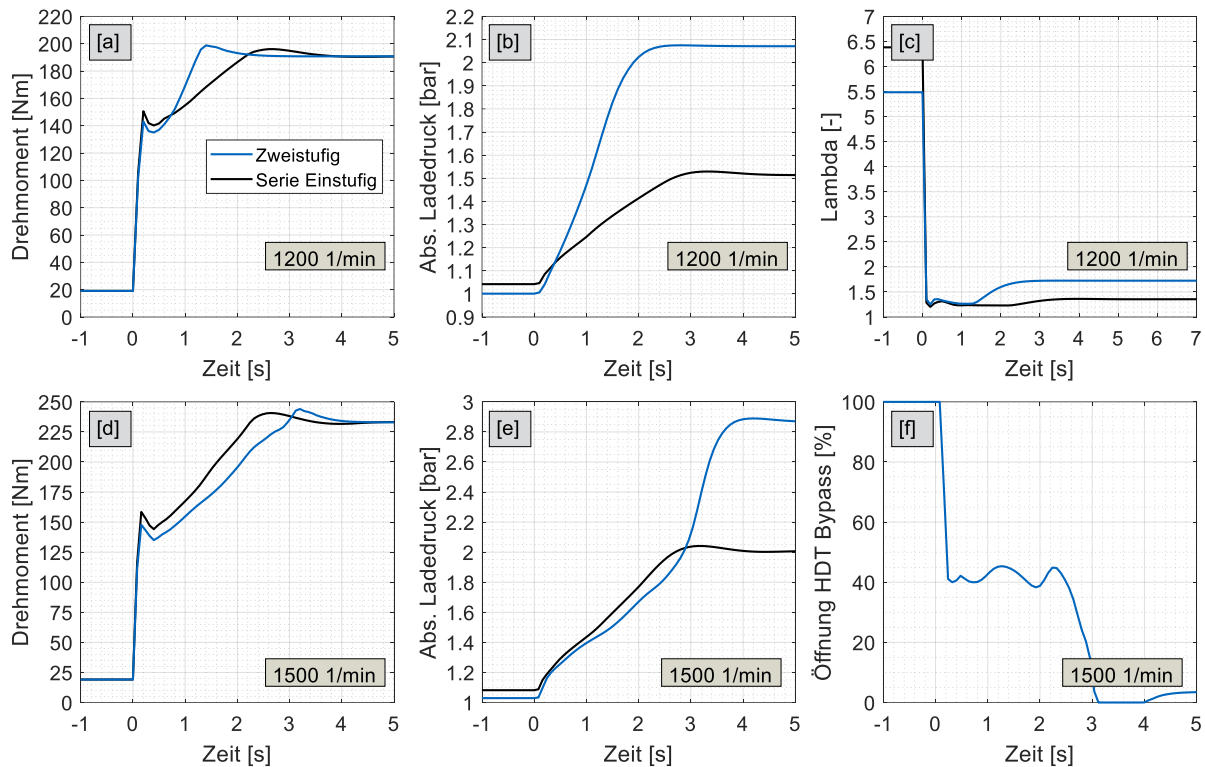 [a]
Drehmoment [Nm]
220
200
180
160
140
120
100
80
60
40
20
0
Zweistufig
Serie Einstufig
1200 1/min
-1 0 1 2 3 4 5
Zeit [s]
[b]
Abs. Ladedruck [bar]
2.2
2.1
2
1.9
1.8
1.7
1.6
1.5
1.4
1.3
1.2
1.1
1
0.9
1200 1/min
-1 0 1 2 3 4 5
Zeit [s]
[c]
Lambda [-]
7
6.5
6
5.5
5
4.5
4
3.5
3
2.5
2
1.5
1
1200 1/min
-1 0 1 2 3 4 5 6 7
Zeit [s]
[d]
Drehmoment [Nm]
250
225
200
175
150
125
100
75
50
25
0
1500 1/min
-1 0 1 2 3 4 5
Zeit [s]
[e]
Abs. Ladedruck [bar]
3
2.8
2.6
2.4
2.2
2
1.8
1.6
1.4
1.2
1
1500 1/min
-1 0 1 2 3 4 5
Zeit [s]
[f]
Öffnung HDT Bypass [%]
100
80
60
40
20
0
1500 1/min
-1 0 1 2 3 4 5
Zeit [s]